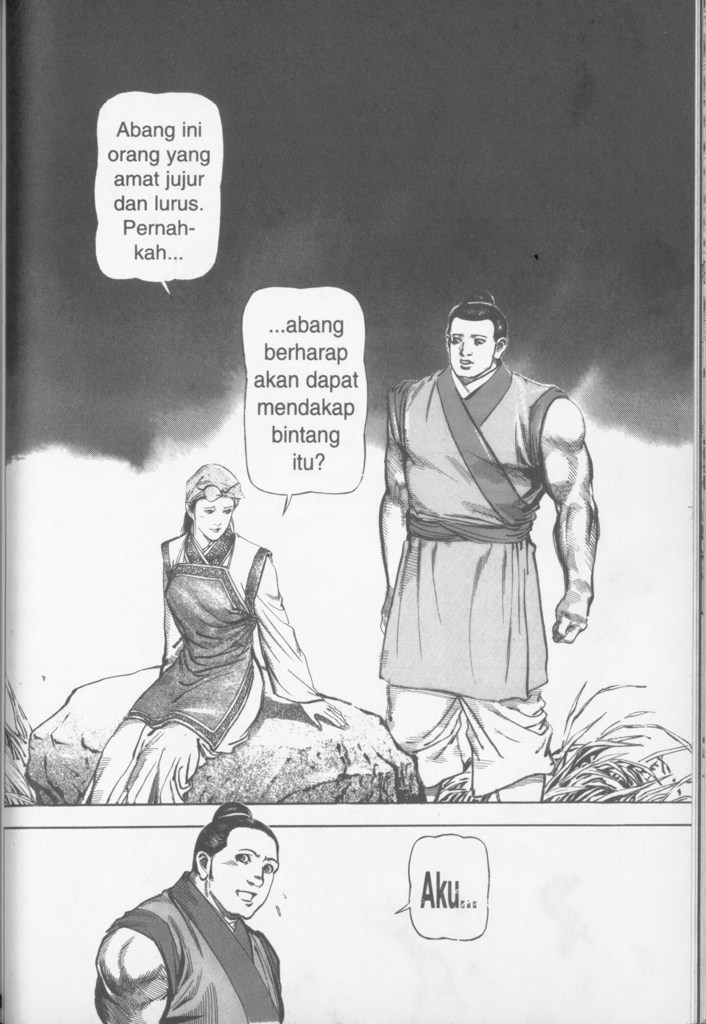 Abang ini
orang yang
amat jujur
dan lurus.
Pernah-
kah...
...abang
berharap
akan dapat
mendakap
bintang
itu?
Aku...